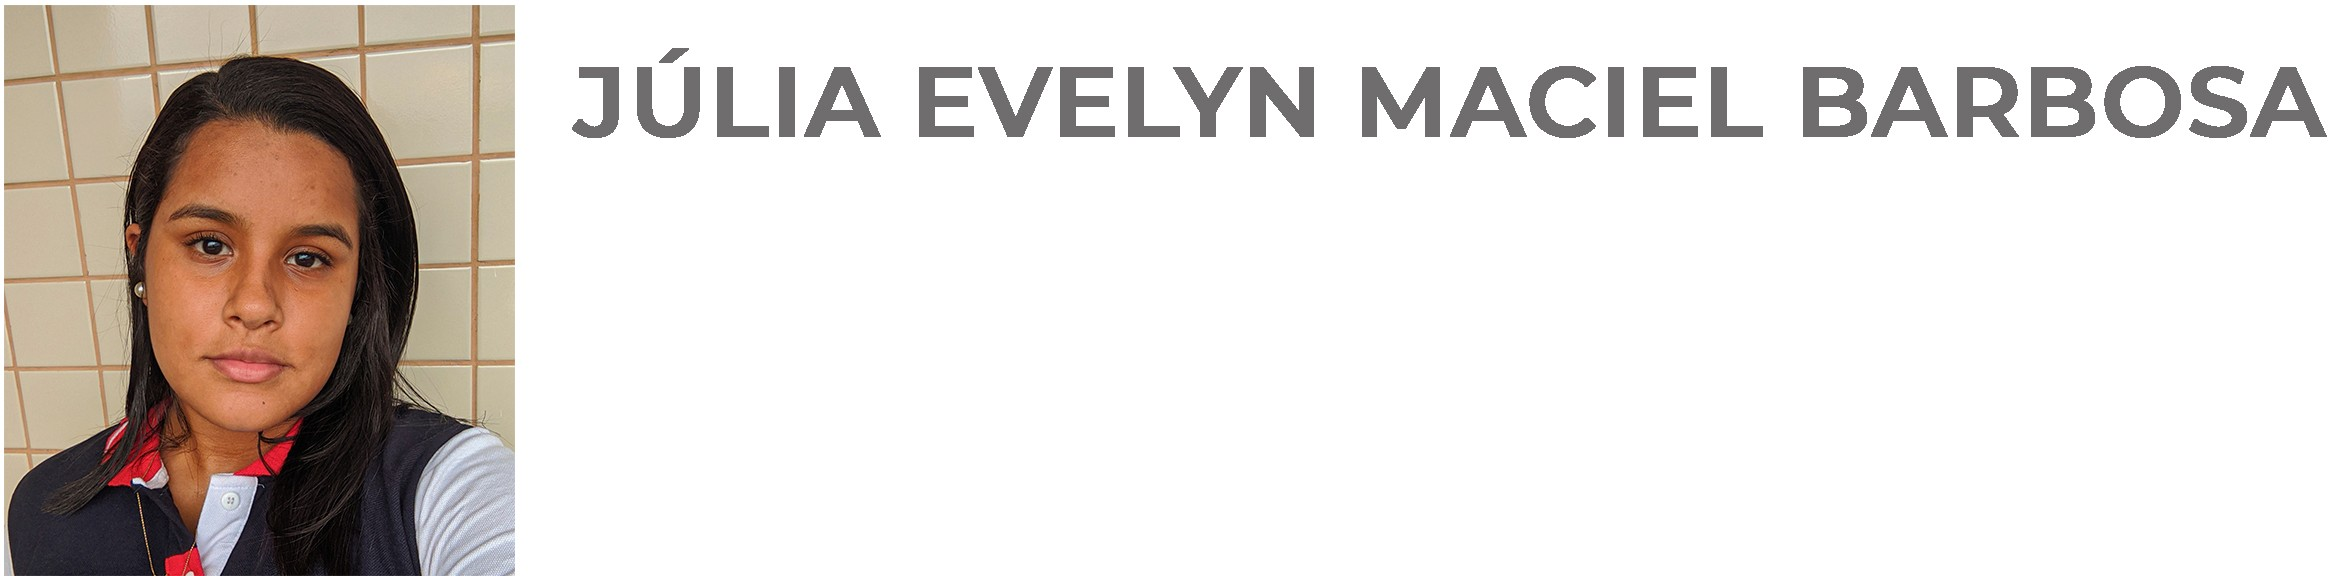 JÚLIA EVELYN MACIEL BARBOSA